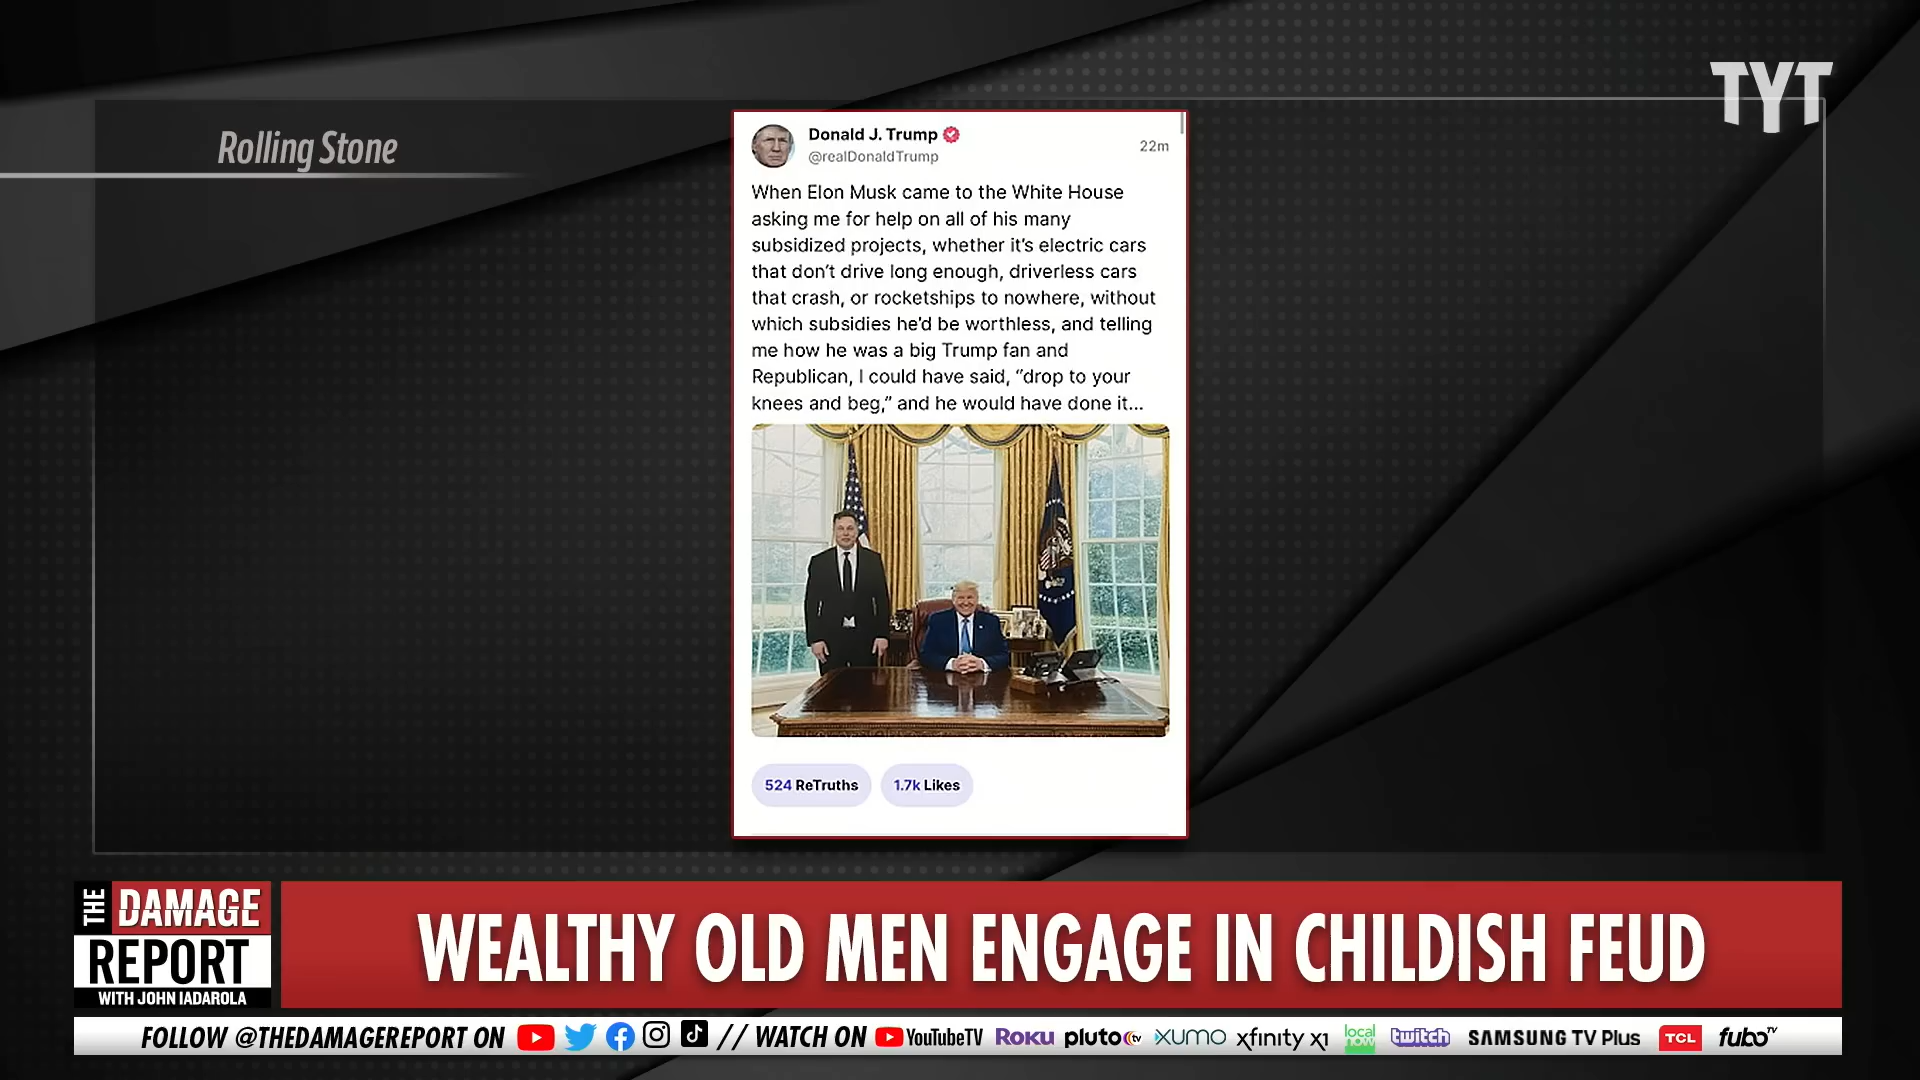 Rolling Stone
TYT
Donald J. Trump
@realDonaldTrump
22m
When Elon Musk came to the White House
asking me for help on all of his many
subsidized projects, whether it's electric cars
that don't drive long enough, driverless cars
that crash, or rocketships to nowhere, without
which subsidies he'd be worthless, and telling
me how he was a big Trump fan and
Republican, I could have said, “drop to your
knees and beg,” and he would have done it...
524 ReTruths
1.7k Likes
THE DAMAGE
REPORT
WITH JOHN IADAROLA
WEALTHY OLD MEN ENGAGE IN CHILDISH FEUD
FOLLOW @THEDAMAGEREPORT ON // WATCH ON YouTubeTV Roku pluto tv xumo xfinity x1 local now twitch SAMSUNG TV Plus TCL fubo TV